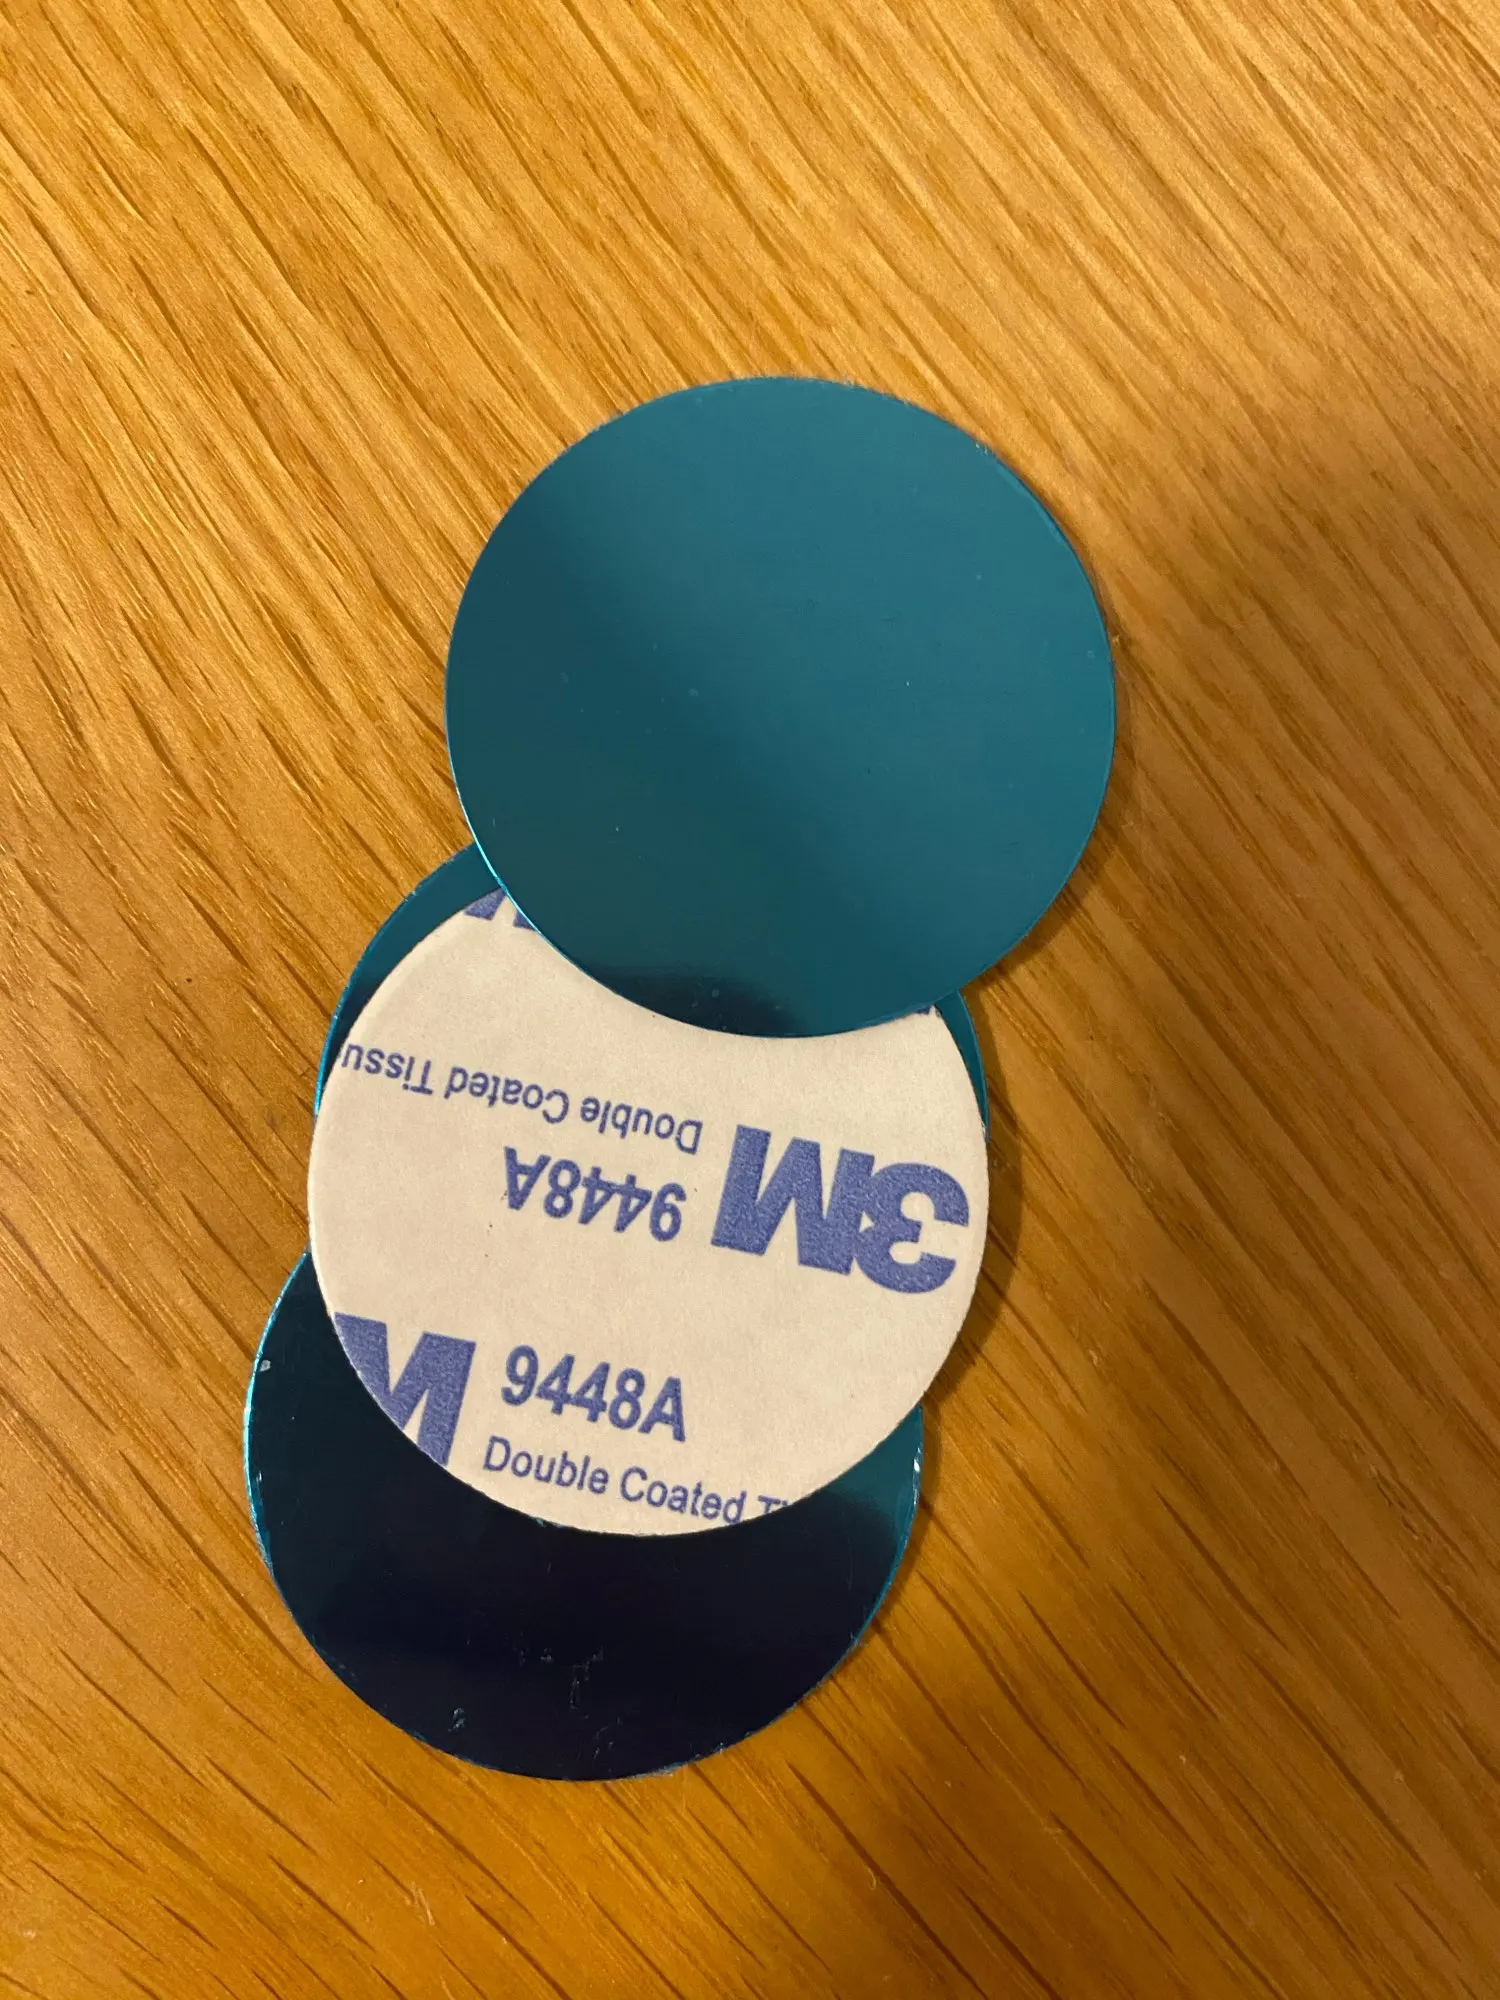 Double Coated Tissu
3M 9448A
9448A
Double Coated